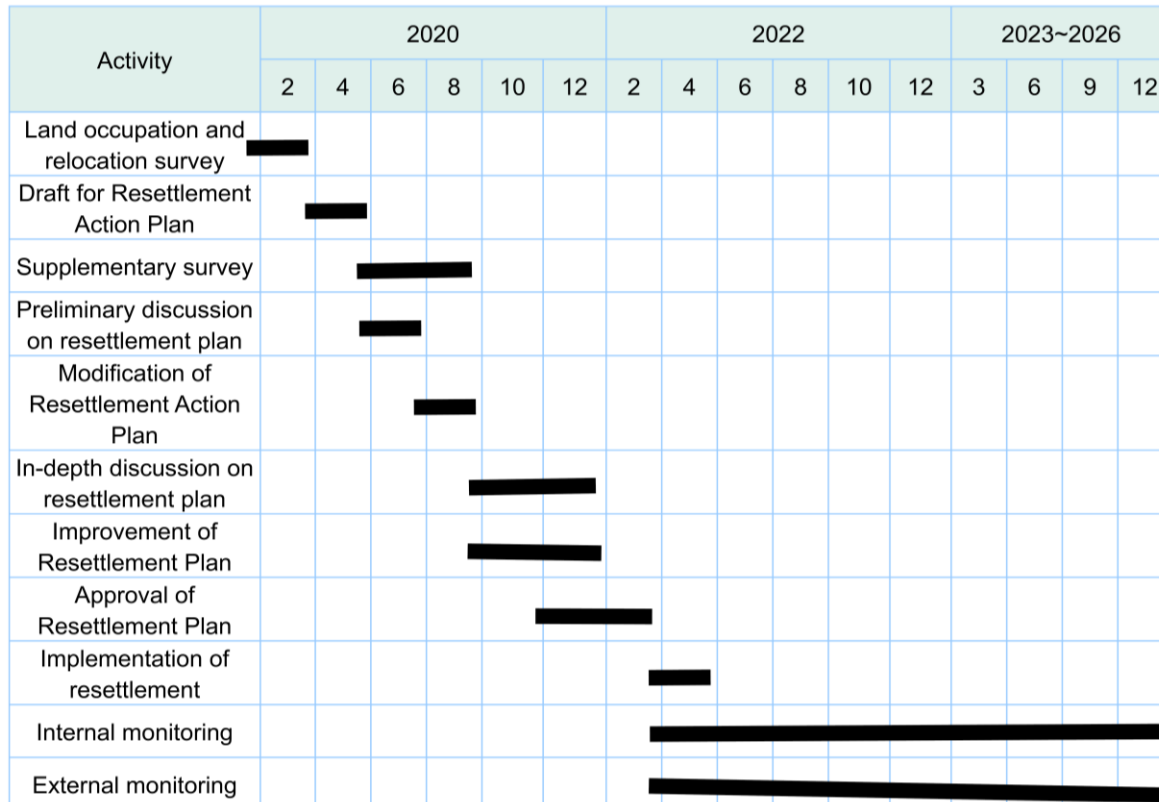 Activity
2020
2022
2023~2026
2 4 6 8 10 12 2 4 6 8 10 12 3 6 9 12
Land occupation and
relocation survey
Draft for Resettlement
Action Plan
Supplementary survey
Preliminary discussion
on resettlement plan
Modification of
Resettlement Action
Plan
In-depth discussion on
resettlement plan
Improvement of
Resettlement Plan
Approval of
Resettlement Plan
Implementation of
resettlement
Internal monitoring
External monitoring